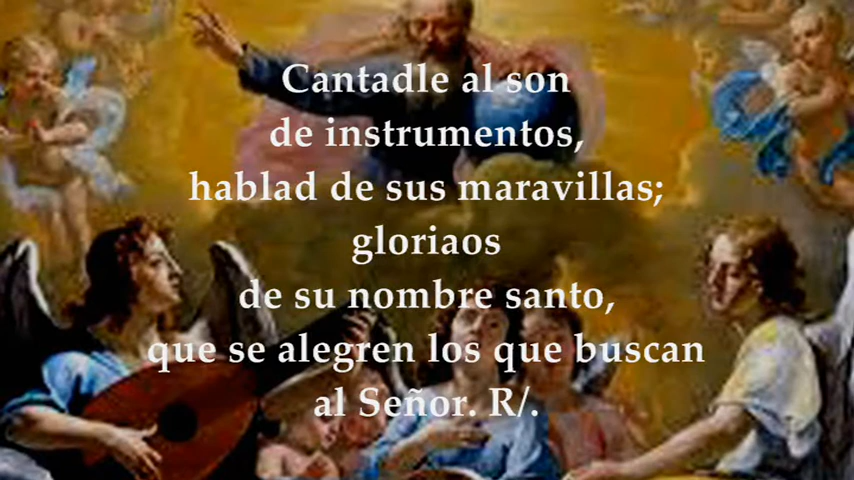 Cantadle al son
de instrumentos,
hablad de sus maravillas;
gloriaos
de su nombre santo,
que se alegren los que buscan
al Señor. R/.